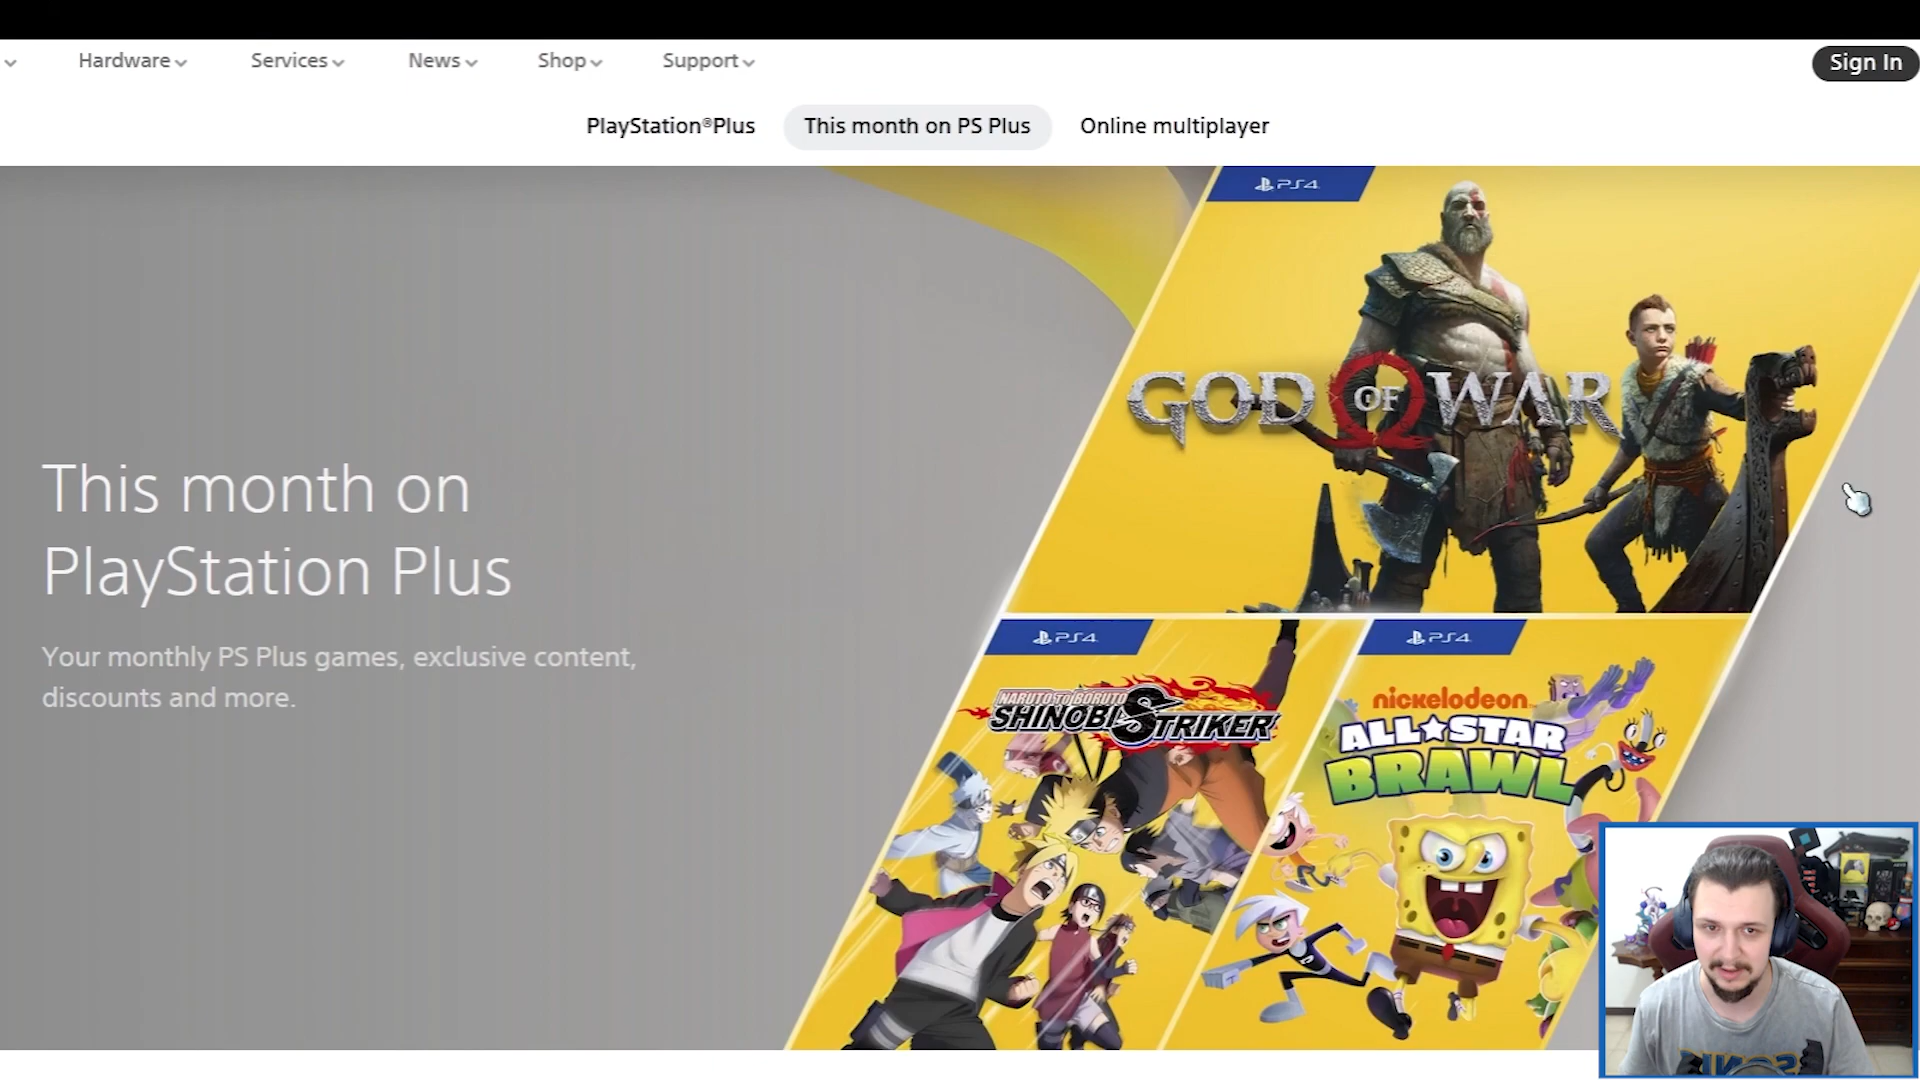 Hardware
Services
News
Shop
Support
Sign In
PlayStation®Plus
This month on PS Plus
Online multiplayer
PS4
GOD OF WAR
This month on
PlayStation Plus
Your monthly PS Plus games, exclusive content,
discounts and more.
PS4
NARUTO TO BORUTO
SHINOBI STRIKER
PS4
nickelodeon
ALL★STAR
BRAWL